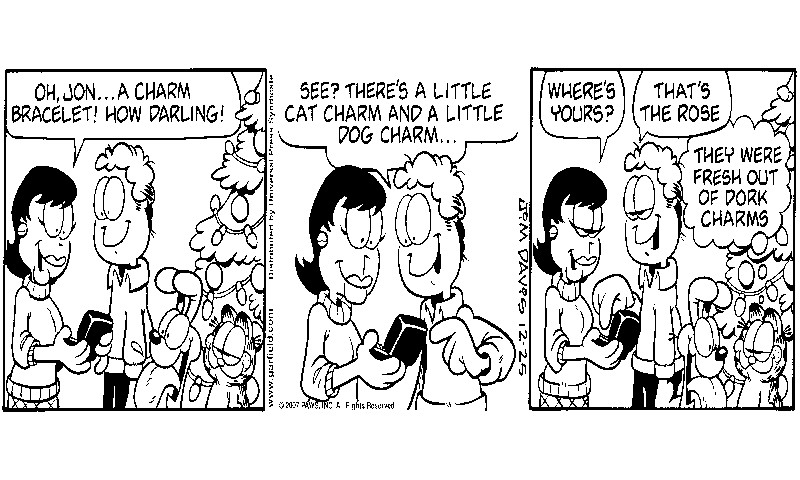 OH, JON...A CHARM
BRACELET! HOW DARLING!
www.garfield.com
Distributed by Universal Press Syndicate
SEE? THERE'S A LITTLE
CAT CHARM AND A LITTLE
DOG CHARM...
© 2007 PAWS, INC. All Rights Reserved.
JIM DAVIS 12·25
WHERE'S
YOURS?
THAT'S
THE ROSE
THEY WERE
FRESH OUT
OF DORK
CHARMS